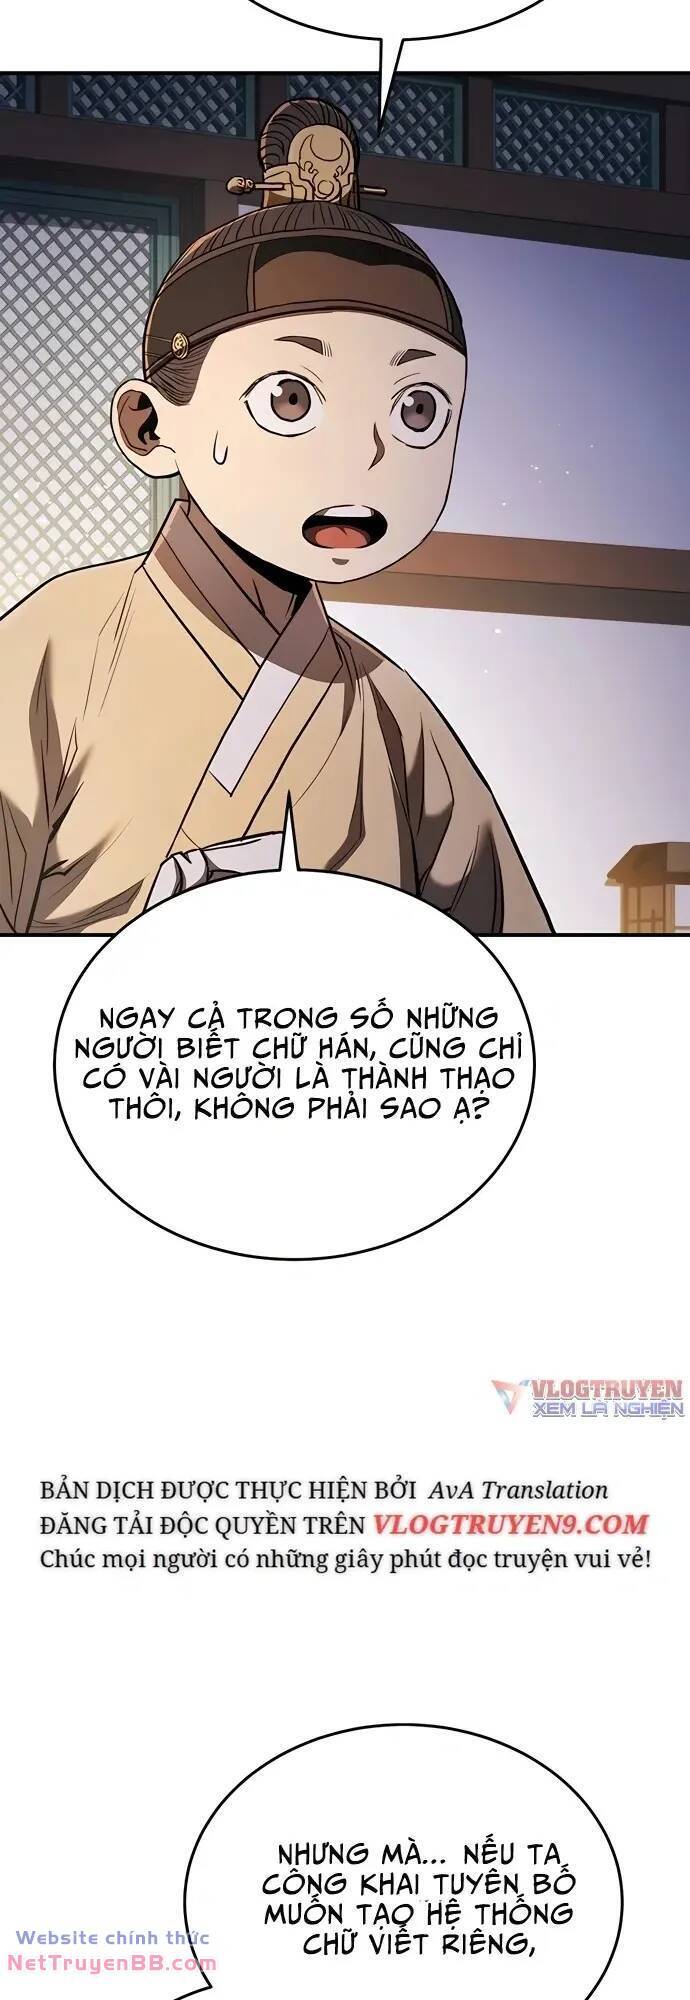 NGAY CẢ TRONG SỐ NHỮNG
NGƯỜI BIẾT CHỮ HÁN, CŨNG CHỈ
CÓ VÀI NGƯỜI LÀ THÀNH THẠO
THÔI, KHÔNG PHẢI SAO Ạ?
VLOGTRUYEN
XEM LÀ NGHIỆN
BẢN DỊCH ĐƯỢC THỰC HIỆN BỞI AvA Translation
ĐĂNG TẢI ĐỘC QUYỀN TRÊN VLOGTRUYEN9.COM
Chúc mọi người có những giây phút đọc truyện vui vẻ!
NHƯNG MÀ... NẾU TA
CÔNG KHAI TUYÊN BỐ
MUỐN TẠO HỆ THỐNG
CHỮ VIẾT RIÊNG,
Website chính thức
NetTruyenBB.com